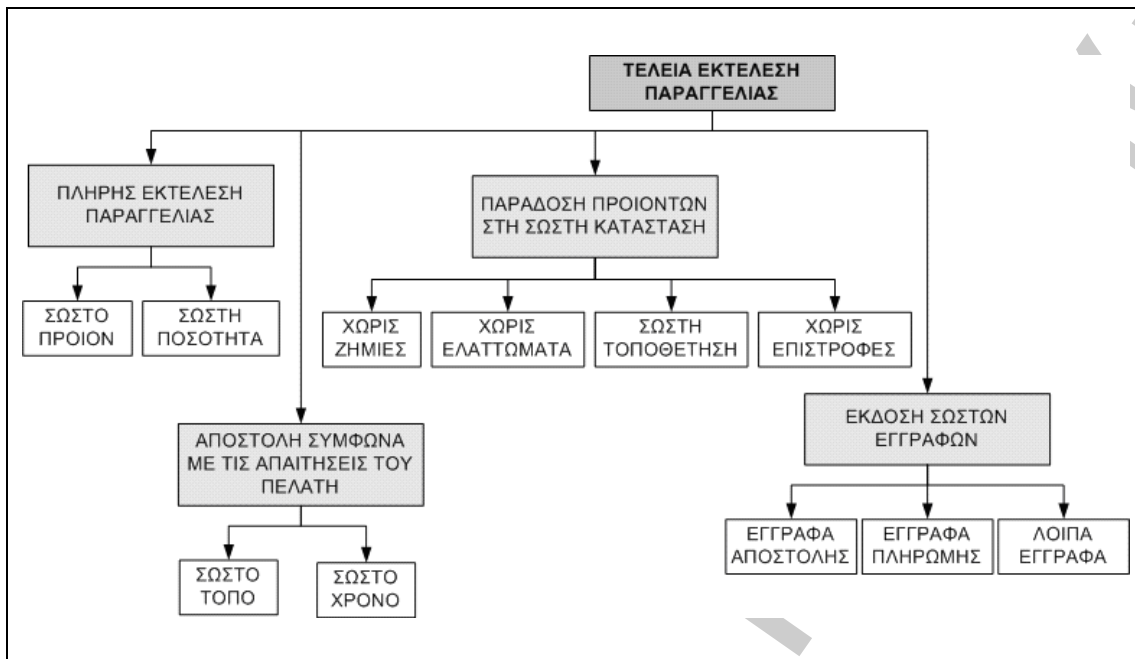 ΤΕΛΕΙΑ ΕΚΤΕΛΕΣΗ
ΠΑΡΑΓΓΕΛΙΑΣ
ΠΛΗΡΗΣ ΕΚΤΕΛΕΣΗ
ΠΑΡΑΓΓΕΛΙΑΣ
ΣΩΣΤΟ
ΠΡΟΙΟΝ
ΣΩΣΤΗ
ΠΟΣΟΤΗΤΑ
ΑΠΟΣΤΟΛΗ ΣΥΜΦΩΝΑ
ΜΕ ΤΙΣ ΑΠΑΙΤΗΣΕΙΣ ΤΟΥ
ΠΕΛΑΤΗ
ΣΩΣΤΟ
ΤΟΠΟ
ΣΩΣΤΟ
ΧΡΟΝΟ
ΠΑΡΑΔΟΣΗ ΠΡΟΙΟΝΤΩΝ
ΣΤΗ ΣΩΣΤΗ ΚΑΤΑΣΤΑΣΗ
ΧΩΡΙΣ
ΖΗΜΙΕΣ
ΧΩΡΙΣ
ΕΛΑΤΤΩΜΑΤΑ
ΣΩΣΤΗ
ΤΟΠΟΘΕΤΗΣΗ
ΧΩΡΙΣ
ΕΠΙΣΤΡΟΦΕΣ
ΕΚΔΟΣΗ ΣΩΣΤΩΝ
ΕΓΓΡΑΦΩΝ
ΕΓΓΡΑΦΑ
ΑΠΟΣΤΟΛΗΣ
ΕΓΓΡΑΦΑ
ΠΛΗΡΩΜΗΣ
ΛΟΙΠΑ
ΕΓΓΡΑΦΑ